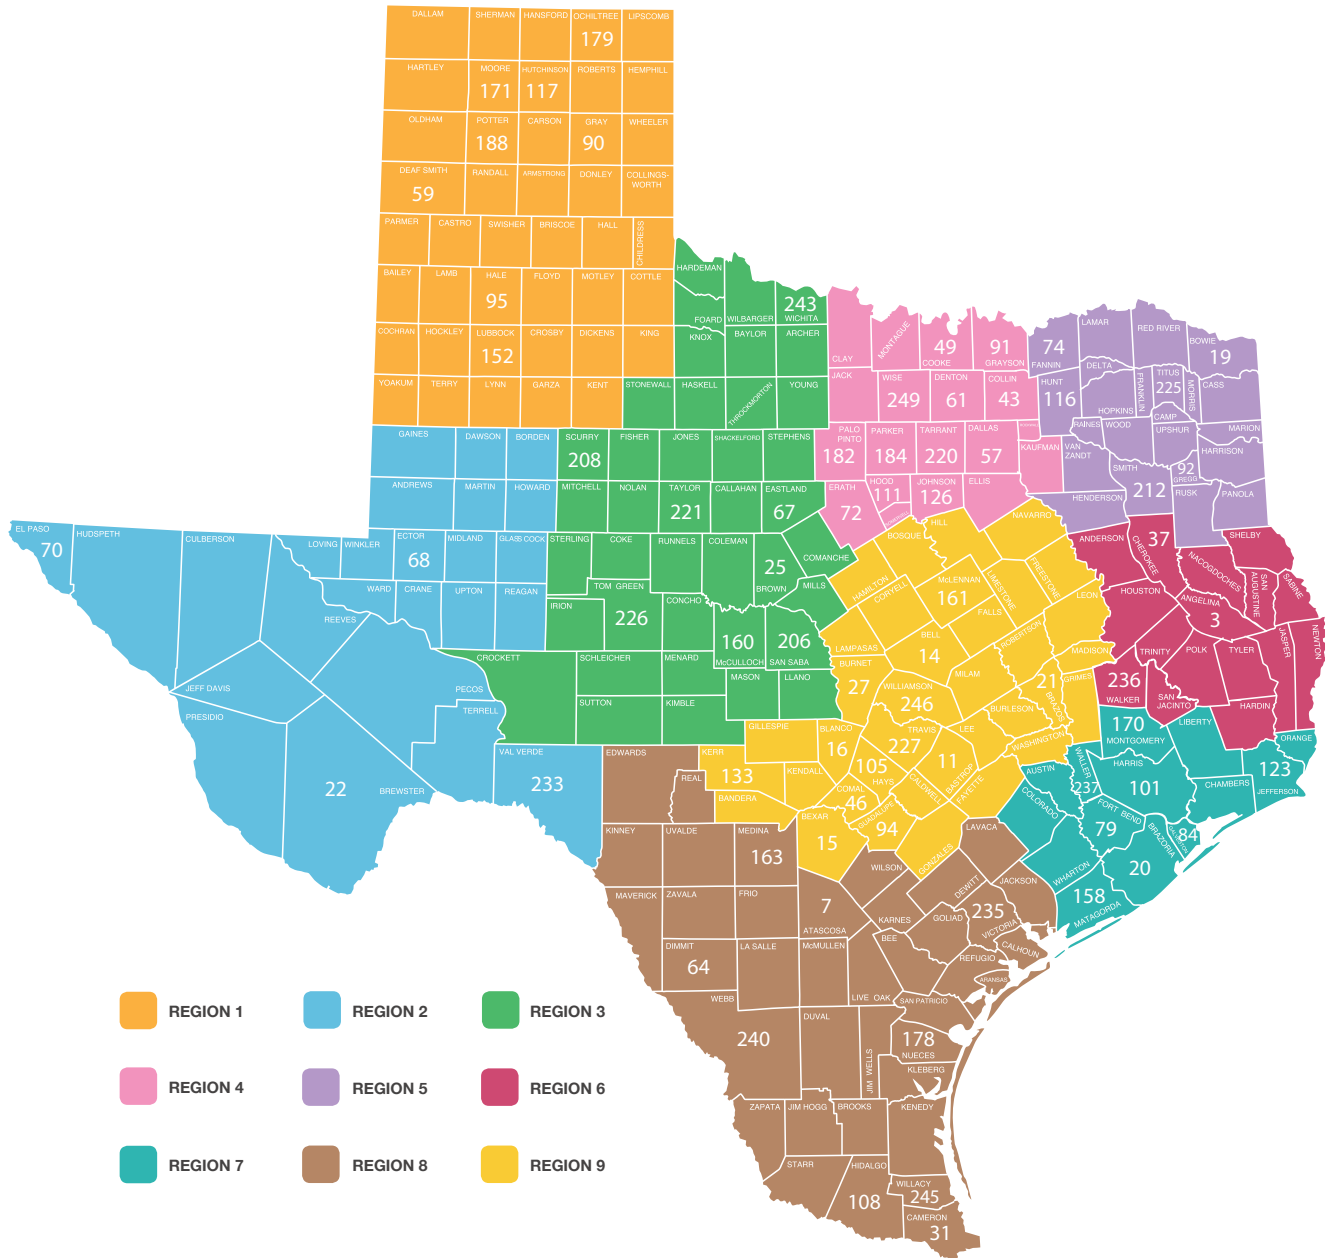 DALLAM
SHERMAN
HANSFORD
OCHILTREE
179
LIPSCOMB
HARTLEY
MOORE
171
HUTCHINSON
117
ROBERTS
HEMPHILL
OLDHAM
POTTER
188
CARSON
GRAY
90
WHEELER
DEAF SMITH
59
RANDALL
ARMSTRONG
DONLEY
COLLINGS-
WORTH
PARMER
CASTRO
SWISHER
BRISCOE
HALL
CHILDRESS
BAILEY
LAMB
HALE
95
FLOYD
MOTLEY
COTTLE
COCHRAN
HOCKLEY
LUBBOCK
152
CROSBY
DICKENS
KING
YOAKUM
TERRY
LYNN
GARZA
KENT
HARDEMAN
FOARD
WILBARGER
243
WICHITA
KNOX
BAYLOR
ARCHER
STONEWALL
HASKELL
THROCKMORTON
YOUNG
CLAY
MONTAGUE
49
COOKE
91
GRAYSON
74
FANNIN
LAMAR
RED RIVER
BOWIE
19
JACK
WISE
249
DENTON
61
COLLIN
43
HUNT
116
DELTA
HOPKINS
FRANKLIN
TITUS
225
MORRIS
CASS
GAINES
DAWSON
BORDEN
SCURRY
208
FISHER
JONES
SHACKELFORD
STEPHENS
PALO
PINTO
182
PARKER
184
TARRANT
220
DALLAS
57
ROCKWALL
KAUFMAN
RAINES
WOOD
CAMP
UPSHUR
MARION
VAN
ZANDT
SMITH
212
92
GREGG
HARRISON
ANDREWS
MARTIN
HOWARD
MITCHELL
NOLAN
TAYLOR
221
CALLAHAN
EASTLAND
67
ERATH
72
HOOD
111
SOMERVELL
JOHNSON
126
ELLIS
HENDERSON
RUSK
PANOLA
EL PASO
70
HUDSPETH
CULBERSON
LOVING
WINKLER
ECTOR
68
MIDLAND
GLASS COCK
STERLING
COKE
RUNNELS
COLEMAN
25
BROWN
COMANCHE
MILLS
BOSQUE
HILL
NAVARRO
ANDERSON
CHEROKEE
37
NACOGDOCHES
SHELBY
SAN
AUGUSTINE
SABINE
REEVES
WARD
CRANE
UPTON
REAGAN
IRION
TOM GREEN
226
CONCHO
160
McCULLOCH
206
SAN SABA
HAMILTON
CORYELL
McLENNAN
161
LIMESTONE
FREESTONE
FALLS
LEON
HOUSTON
ANGELINA
3
JEFF DAVIS
PECOS
CROCKETT
SCHLEICHER
MENARD
MASON
LLANO
LAMPASAS
BURNET
27
BELL
14
MILAM
ROBERTSON
MADISON
TRINITY
POLK
TYLER
JASPER
NEWTON
PRESIDIO
TERRELL
SUTTON
KIMBLE
WILLIAMSON
246
BURLESON
21
BRAZOS
GRIMES
236
WALKER
SAN
JACINTO
HARDIN
22
BREWSTER
VAL VERDE
233
EDWARDS
REAL
KERR
133
BANDERA
GILLESPIE
KENDALL
BLANCO
16
TRAVIS
227
105
HAYS
LEE
11
BASTROP
WASHINGTON
170
MONTGOMERY
LIBERTY
ORANGE
COMAL
46
CALDWELL
FAYETTE
AUSTIN
WALLER
237
HARRIS
101
CHAMBERS
123
JEFFERSON
KINNEY
UVALDE
MEDINA
163
BEXAR
15
GUADALUPE
94
GONZALES
LAVACA
COLORADO
FORT BEND
79
BRAZORIA
20
GALVESTON
84
WHARTON
158
MATAGORDA
MAVERICK
ZAVALA
FRIO
7
ATASCOSA
WILSON
KARNES
DEWITT
JACKSON
GOLIAD
235
VICTORIA
CALHOUN
DIMMIT
64
LA SALLE
McMULLEN
LIVE OAK
BEE
REFUGIO
ARANSAS
SAN PATRICIO
WEBB
240
DUVAL
JIM WELLS
178
NUECES
KLEBERG
ZAPATA
JIM HOGG
BROOKS
KENEDY
STARR
HIDALGO
108
WILLACY
245
CAMERON
31
REGION 1
REGION 2
REGION 3
REGION 4
REGION 5
REGION 6
REGION 7
REGION 8
REGION 9